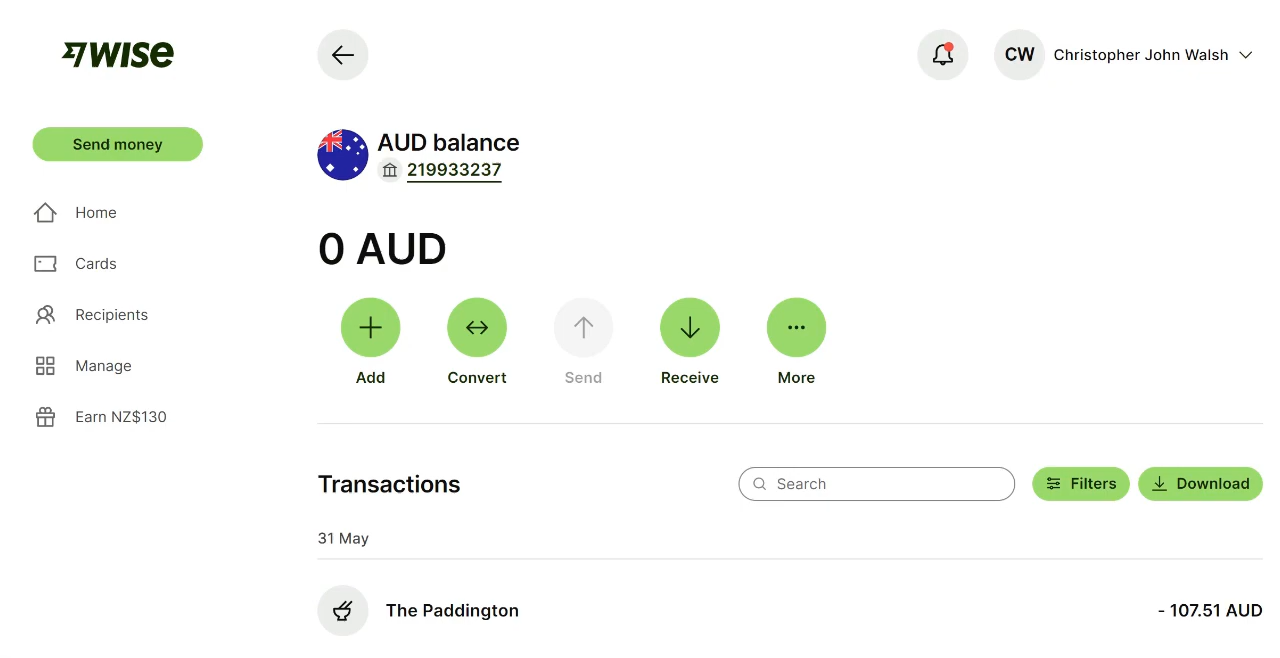 WISE
CW
Christopher John Walsh
Send money
Home
Cards
Recipients
Manage
Earn NZ$130
AUD balance
219933237
0 AUD
Add
Convert
Send
Receive
More
Transactions
Search
Filters
Download
31 May
The Paddington
- 107.51 AUD